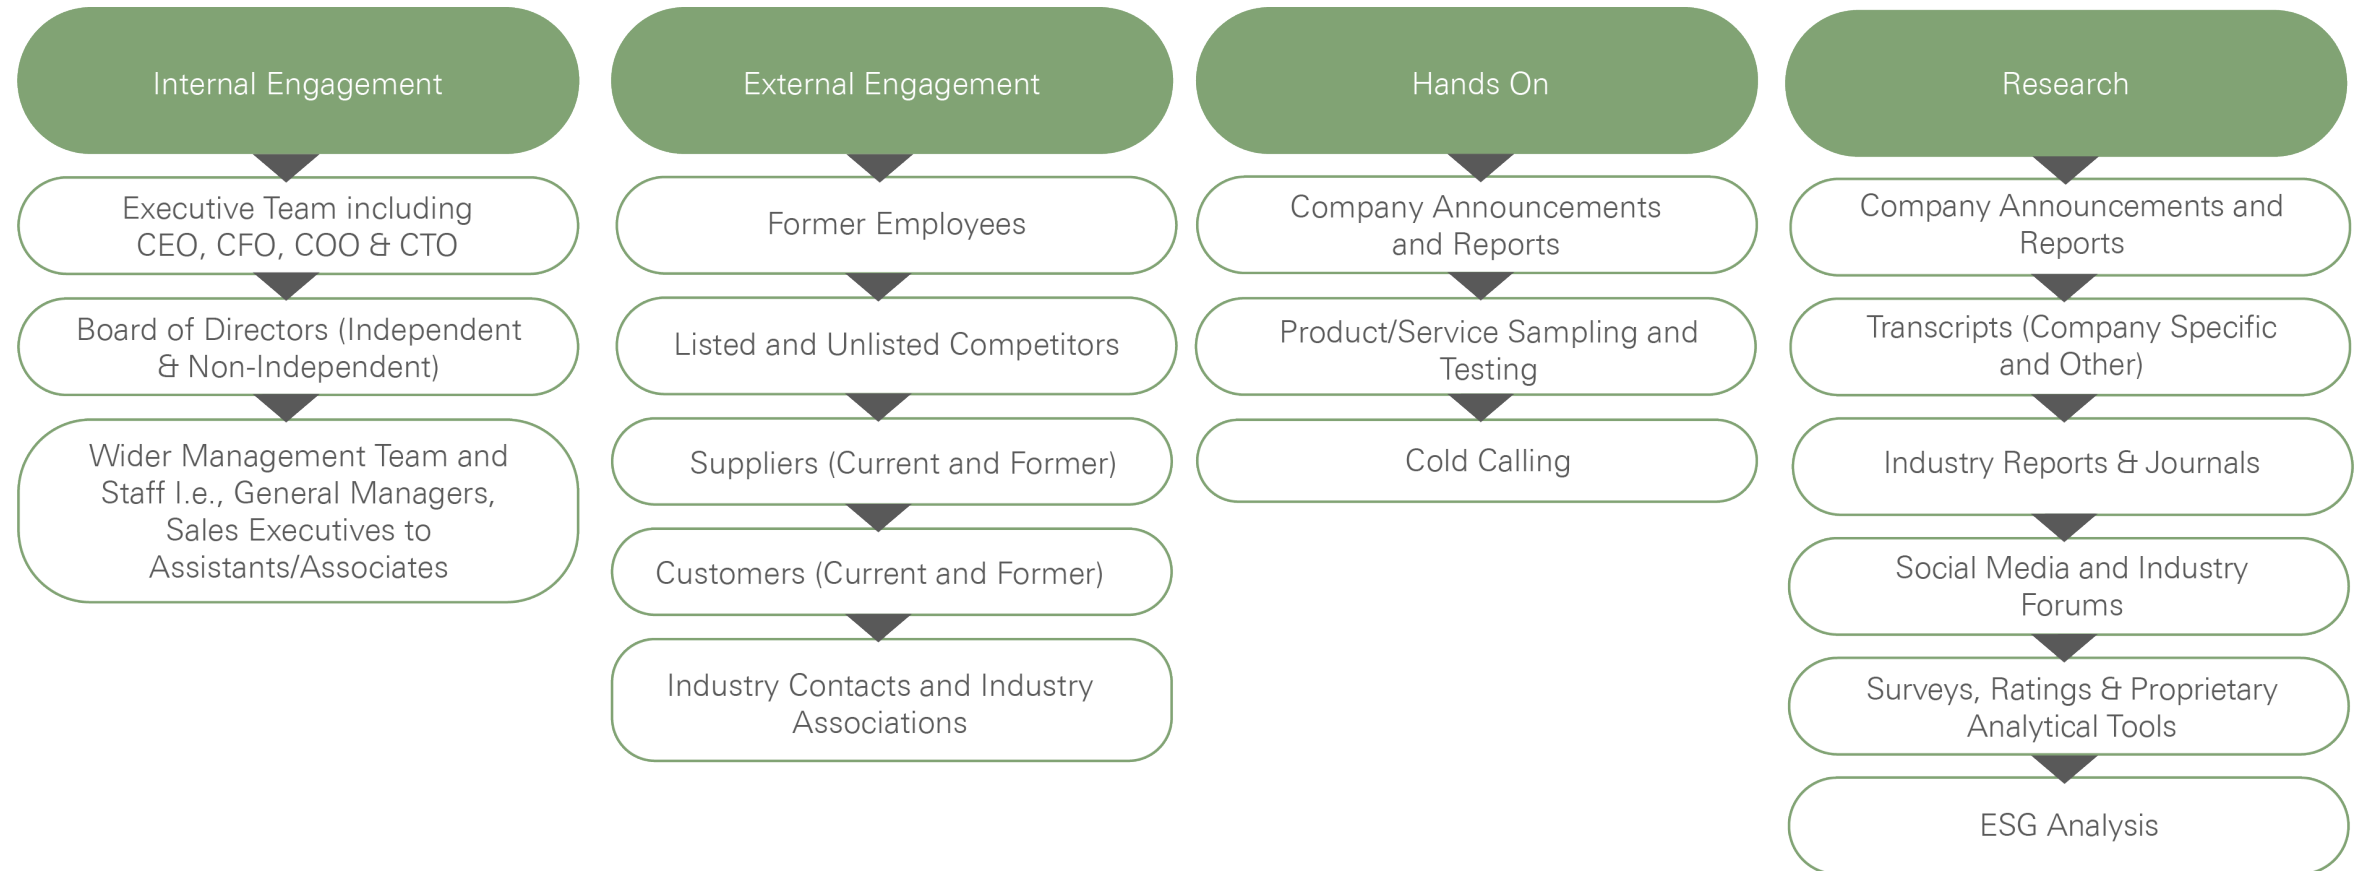 Internal Engagement
Executive Team including
CEO, CFO, COO & CTO
Board of Directors (Independent
& Non-Independent)
Wider Management Team and
Staff I.e., General Managers,
Sales Executives to
Assistants/Associates
External Engagement
Former Employees
Listed and Unlisted Competitors
Suppliers (Current and Former)
Customers (Current and Former)
Industry Contacts and Industry
Associations
Hands On
Company Announcements
and Reports
Product/Service Sampling and
Testing
Cold Calling
Research
Company Announcements and
Reports
Transcripts (Company Specific
and Other)
Industry Reports & Journals
Social Media and Industry
Forums
Surveys, Ratings & Proprietary
Analytical Tools
ESG Analysis